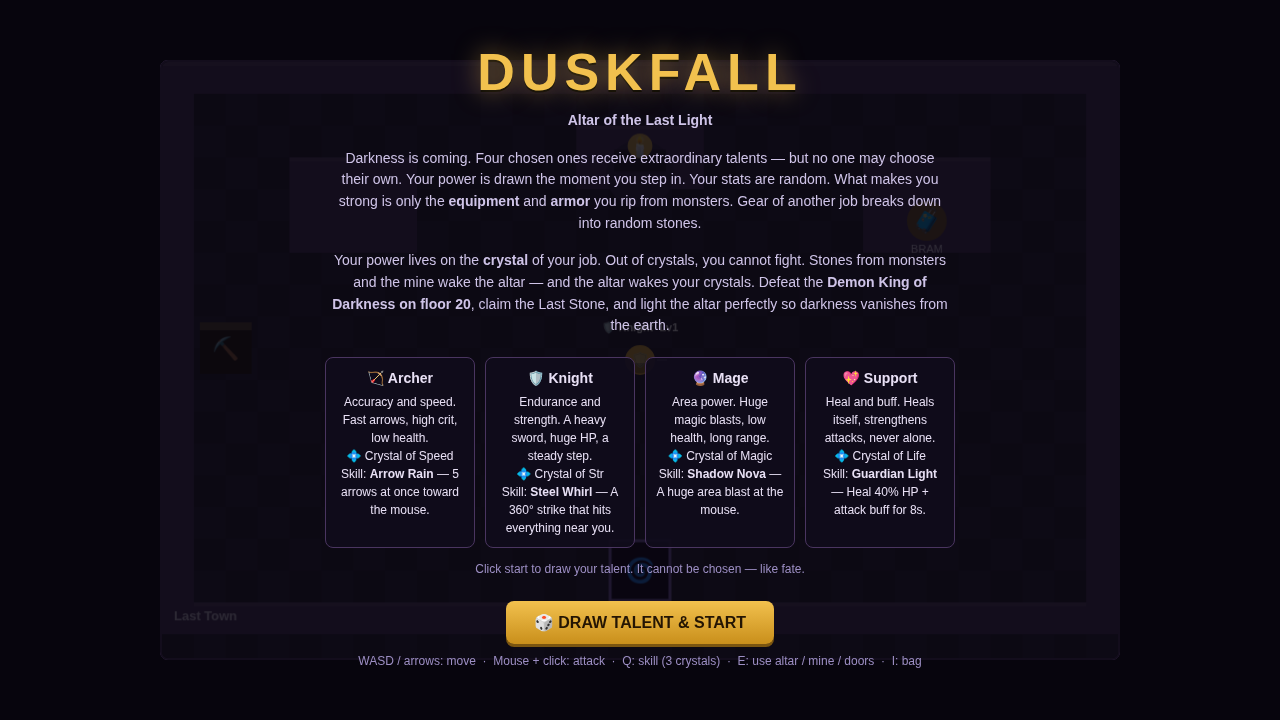 DUSKFALL
Altar of the Last Light
Darkness is coming. Four chosen ones receive extraordinary talents — but no one may choose
their own. Your power is drawn the moment you step in. Your stats are random. What makes you
strong is only the equipment and armor you rip from monsters. Gear of another job breaks down
into random stones.
BRAM
Your power lives on the crystal of your job. Out of crystals, you cannot fight. Stones from monsters
and the mine wake the altar — and the altar wakes your crystals. Defeat the Demon King of
Darkness on floor 20, claim the Last Stone, and light the altar perfectly so darkness vanishes from
the earth.
🏹 Archer
Accuracy and speed.
Fast arrows, high crit,
low health.
💠 Crystal of Speed
Skill: Arrow Rain — 5
arrows at once toward
the mouse.
🛡️ Knight
Endurance and
strength. A heavy
sword, huge HP, a
steady step.
💠 Crystal of Str
Skill: Steel Whirl — A
360° strike that hits
everything near you.
🔮 Mage
Area power. Huge
magic blasts, low
health, long range.
💠 Crystal of Magic
Skill: Shadow Nova —
A huge area blast at the
mouse.
💖 Support
Heal and buff. Heals
itself, strengthens
attacks, never alone.
💠 Crystal of Life
Skill: Guardian Light
— Heal 40% HP +
attack buff for 8s.
Click start to draw your talent. It cannot be chosen — like fate.
Last Town
🎲 DRAW TALENT & START
WASD / arrows: move · Mouse + click: attack · Q: skill (3 crystals) · E: use altar / mine / doors · I: bag